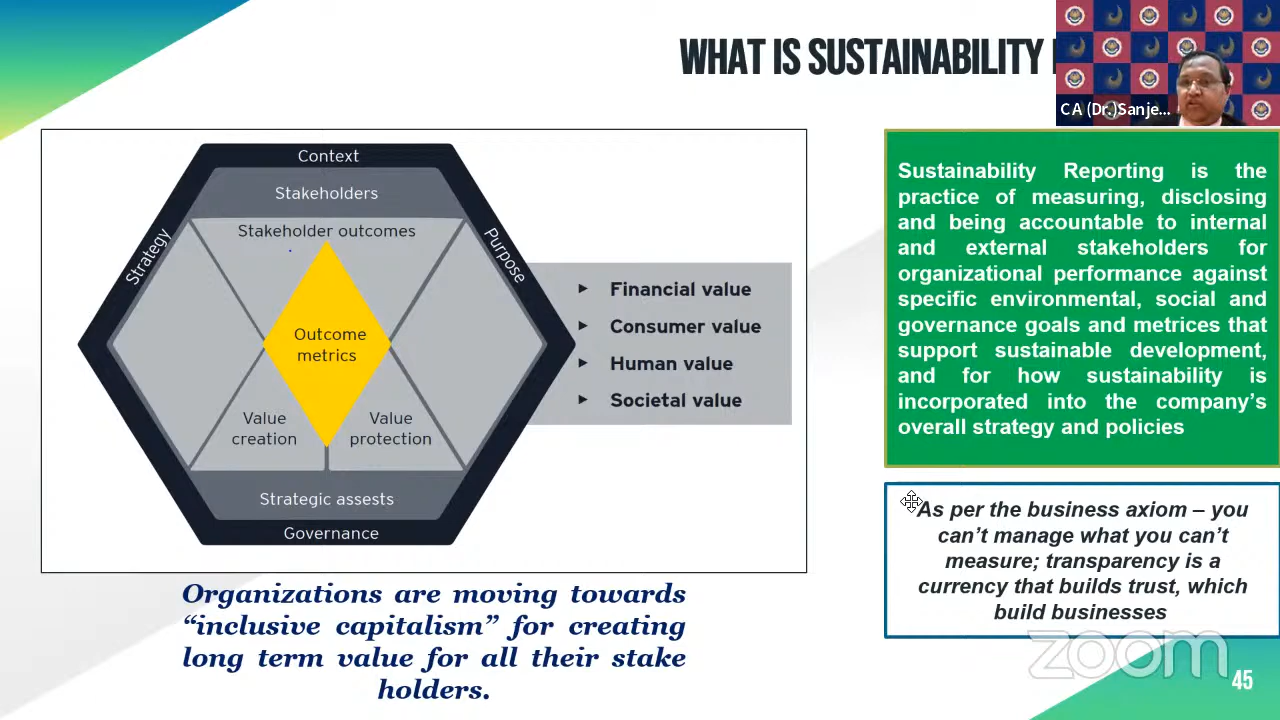 WHAT IS SUSTAINABILITY
CA (Dr.)Sanje...
Context
Stakeholders
Stakeholder outcomes
Strategy
Purpose
Outcome
metrics
Value
creation
Value
protection
Strategic assests
Governance
Financial value
Consumer value
Human value
Societal value
Organizations are moving towards
“inclusive capitalism” for creating
long term value for all their stake
holders.
Sustainability Reporting is the
practice of measuring, disclosing
and being accountable to internal
and external stakeholders for
organizational performance against
specific environmental, social and
governance goals and metrices that
support sustainable development,
and for how sustainability is
incorporated into the company’s
overall strategy and policies
As per the business axiom – you
can’t manage what you can’t
measure; transparency is a
currency that builds trust, which
build businesses
zoom
45